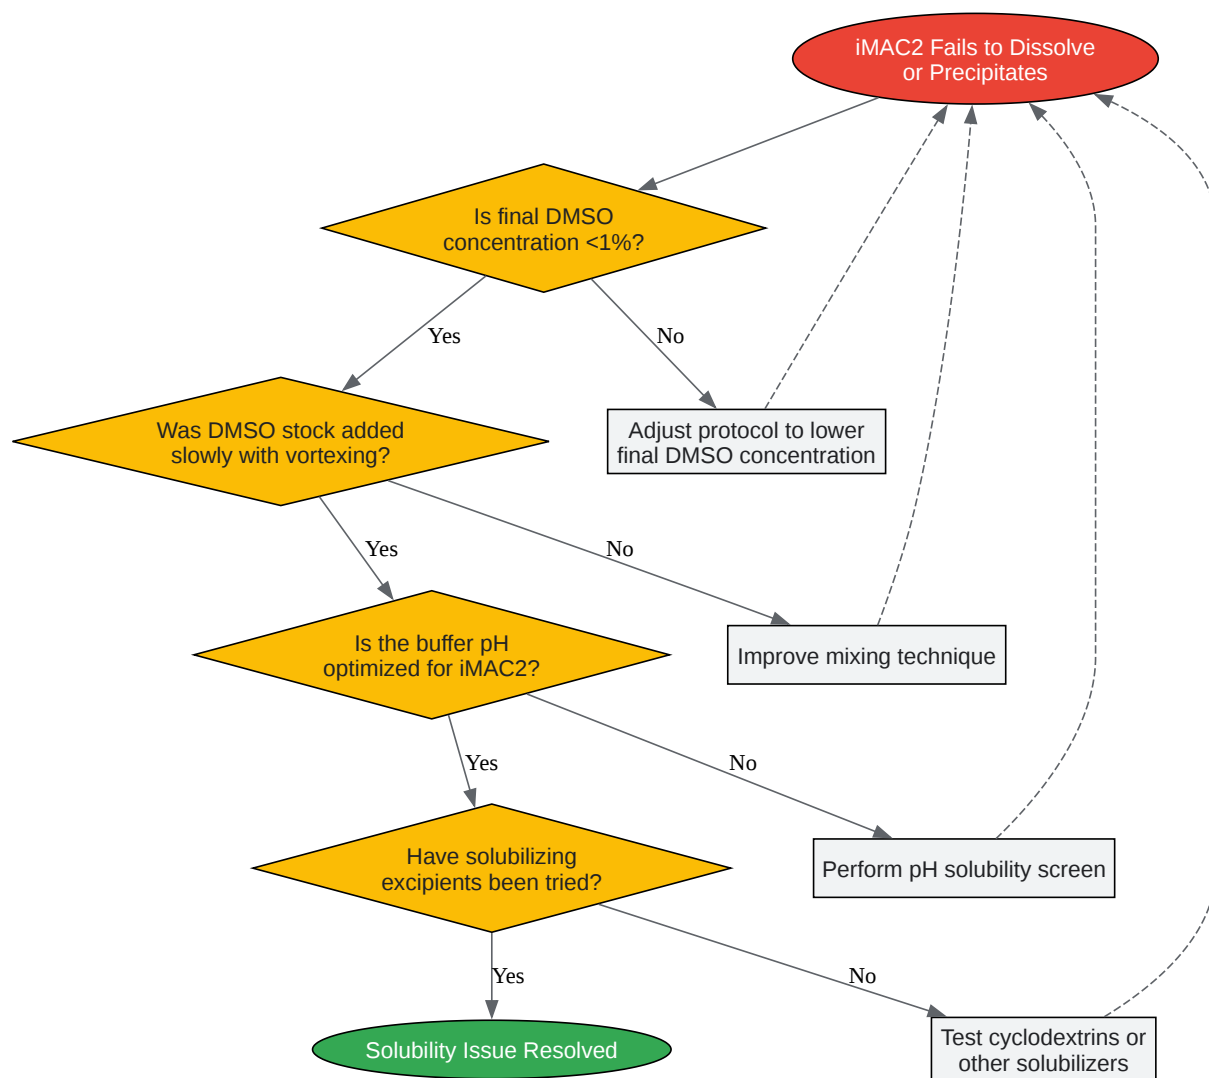 iMAC2 Fails to Dissolve
or Precipitates
Is final DMSO
concentration <1%?
Yes
No
Was DMSO stock added
slowly with vortexing?
Adjust protocol to lower
final DMSO concentration
Yes
No
Is the buffer pH
optimized for iMAC2?
Improve mixing technique
Yes
No
Have solubilizing
excipients been tried?
Perform pH solubility screen
Yes
No
Solubility Issue Resolved
Test cyclodextrins or
other solubilizers